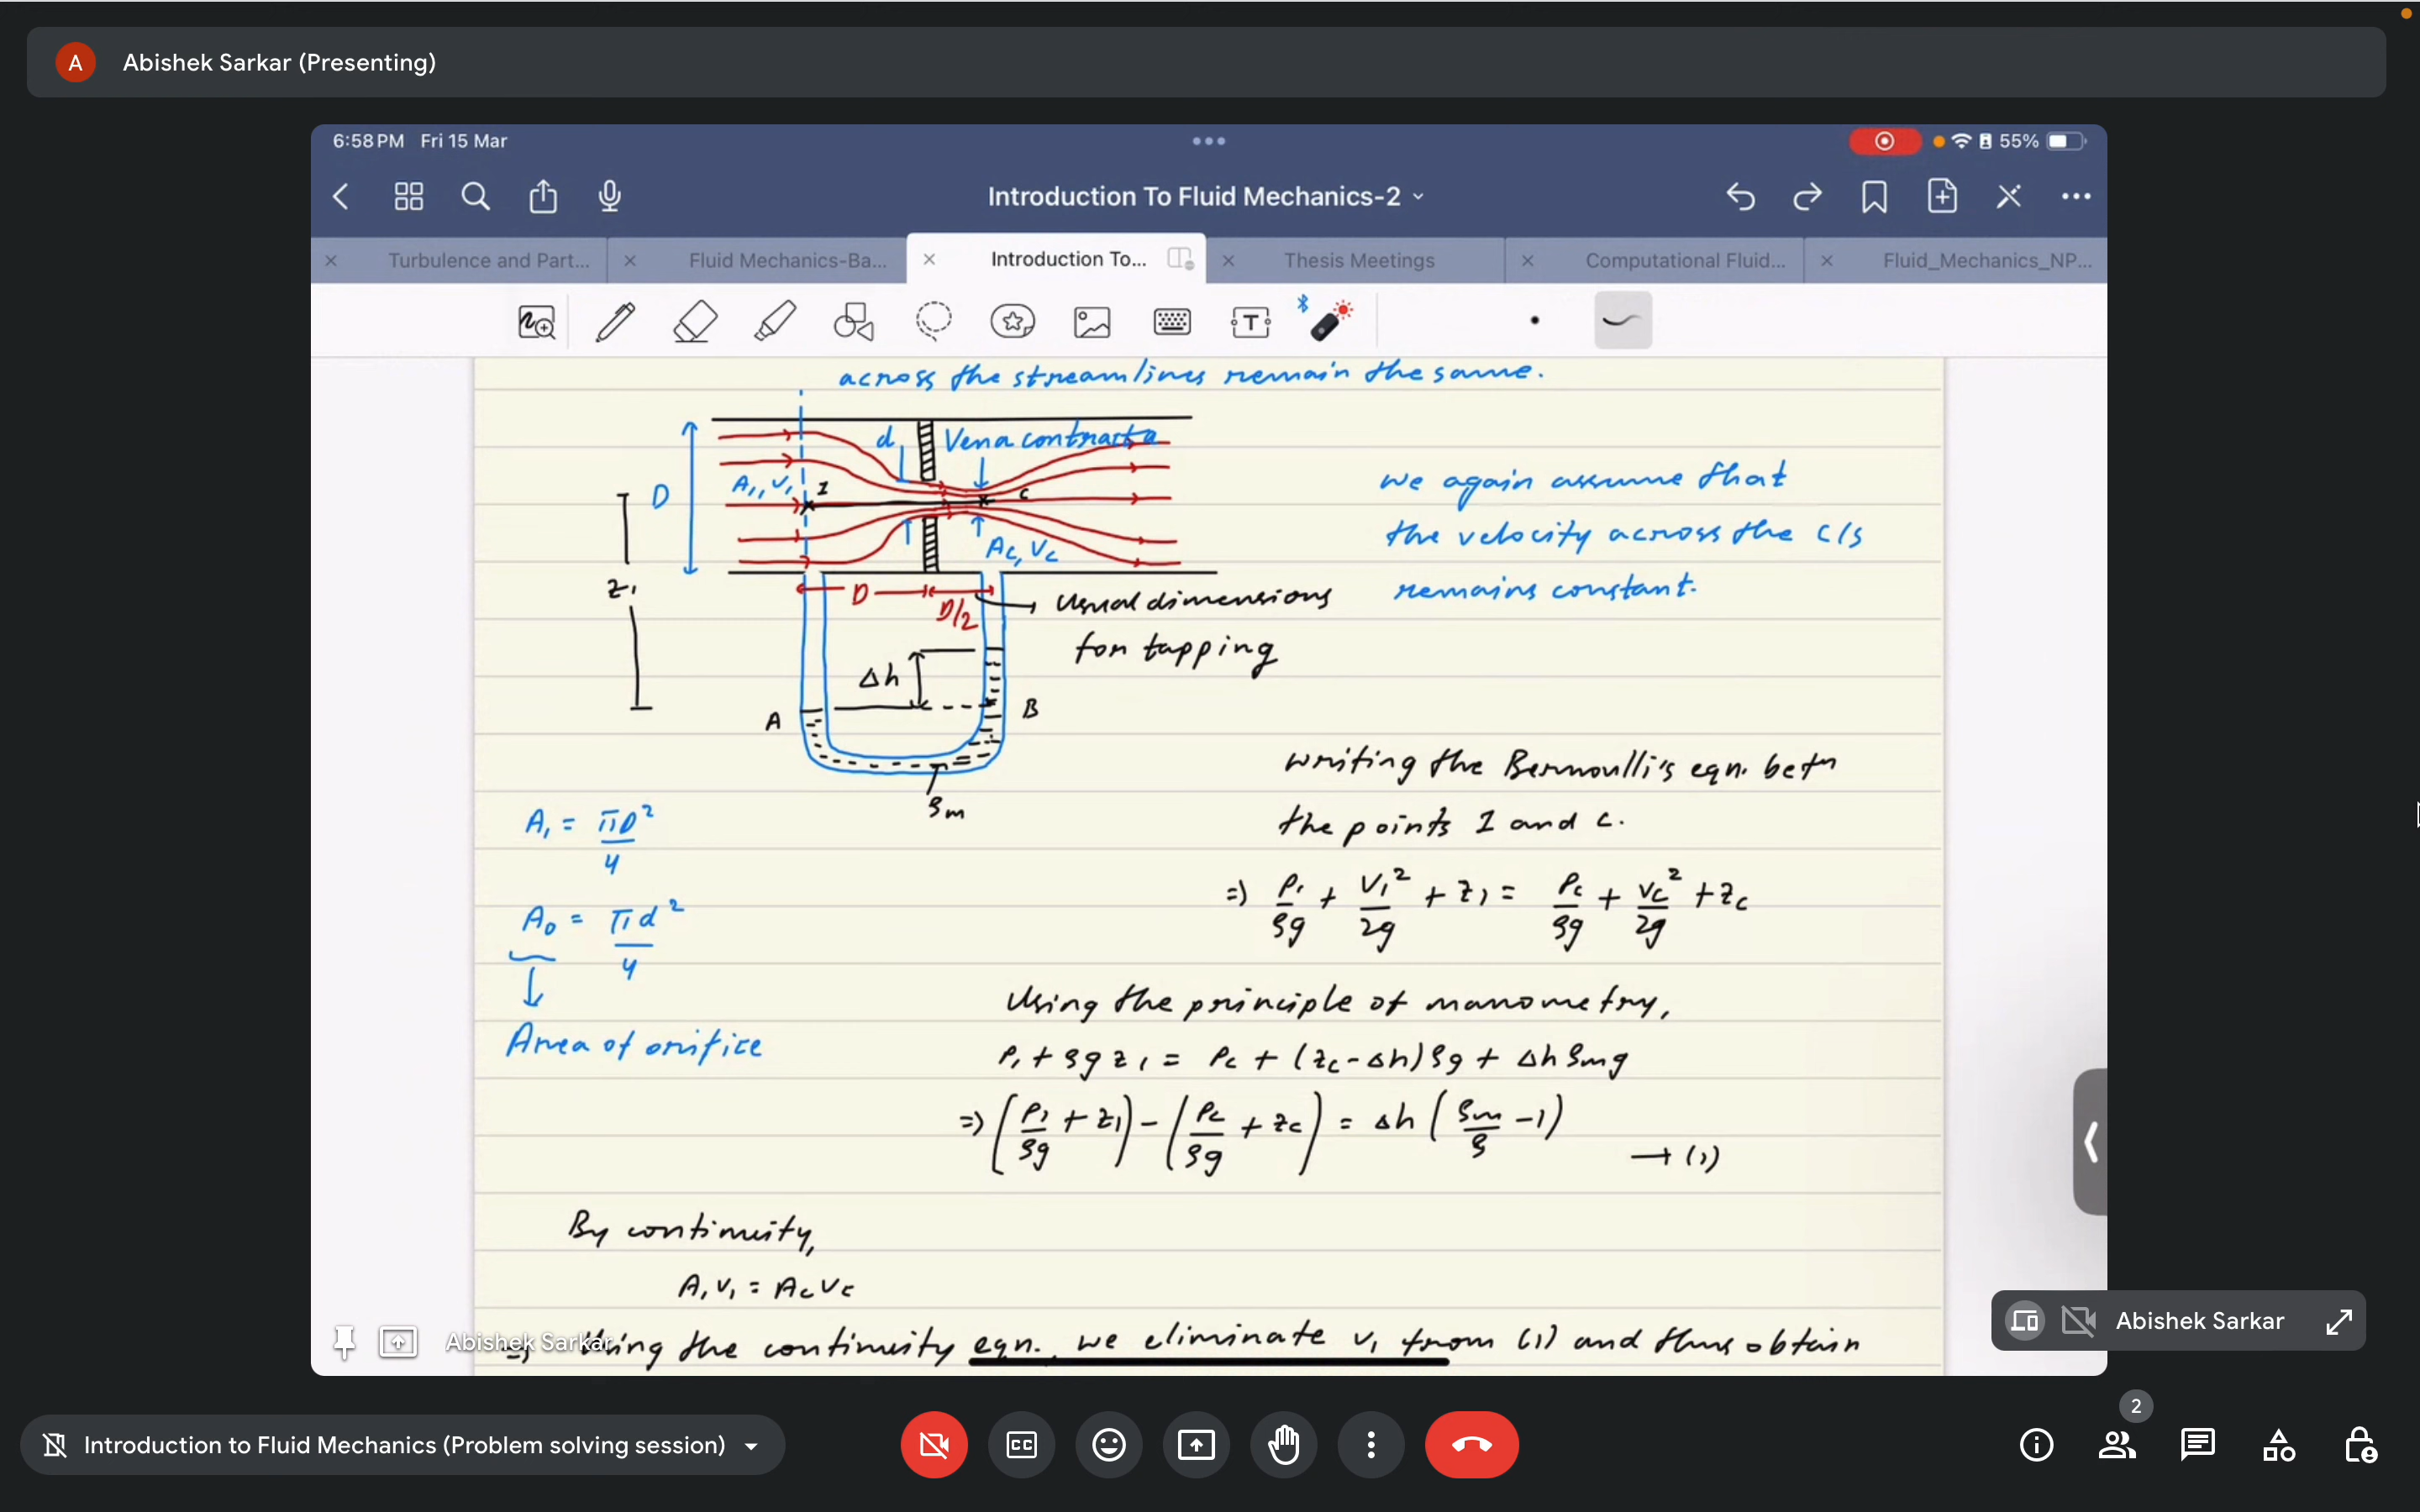 A Abishek Sarkar (Presenting)
6:58 PM Fri 15 Mar
55%
Introduction To Fluid Mechanics-2
Turbulence and Part...
Fluid Mechanics-Ba...
Introduction To...
Thesis Meetings
Computational Fluid...
Fluid_Mechanics_NP...
T
across the streamlines remain the same.
d
Vena contracta
D
A₁, V₁
1
c
Ac, Vc
we again assume that
the velocity across the c/s
remains constant.
z₁
D
D/2
Usual dimensions
for tapping
Δh
A
B
ρm
writing the Bernoulli's eqn. betn
the points 1 and c.
A₁ = πD²/4
A₀ = πd²/4
Area of orifice
=) P₁/ρg + V₁²/2g + z₁ = Pc/ρg + Vc²/2g + zc
Using the principle of manometry,
P₁ + ρgz₁ = Pc + (zc-Δh)ρg + Δhρmg
=) (P₁/ρg + z₁) - (Pc/ρg + zc) = Δh (ρm/ρ - 1) → (1)
By continuity,
A₁V₁ = AcVc
=) Using the continuity eqn. we eliminate V₁ from (1) and thus obtain
Abishek Sarkar
Abishek Sarkar
2
Introduction to Fluid Mechanics (Problem solving session)
CC